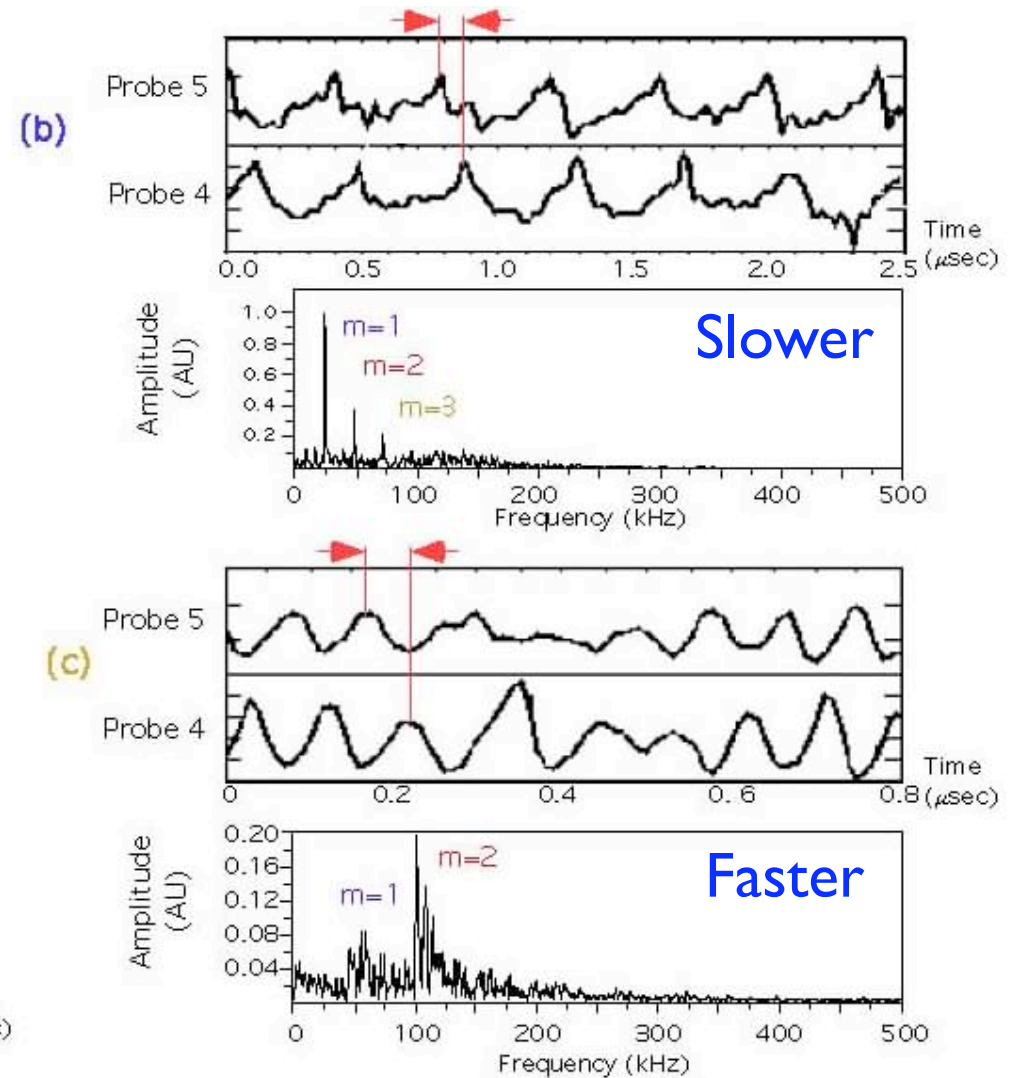 (b)
Probe 5
Probe 4
Time
(μsec)
0.0 0.5 1.0 1.5 2.0 2.5
Amplitude
(AU)
1.0
0.8
0.6
0.4
0.2
m=1
m=2
m=3
Slower
0 100 200 300 400 500
Frequency (kHz)
(c)
Probe 5
Probe 4
Time
(μsec)
0 0.2 0.4 0.6 0.8
Amplitude
(AU)
0.20
0.16
0.12
0.08
0.04
m=1
m=2
Faster
0 100 200 300 400 500
Frequency (kHz)